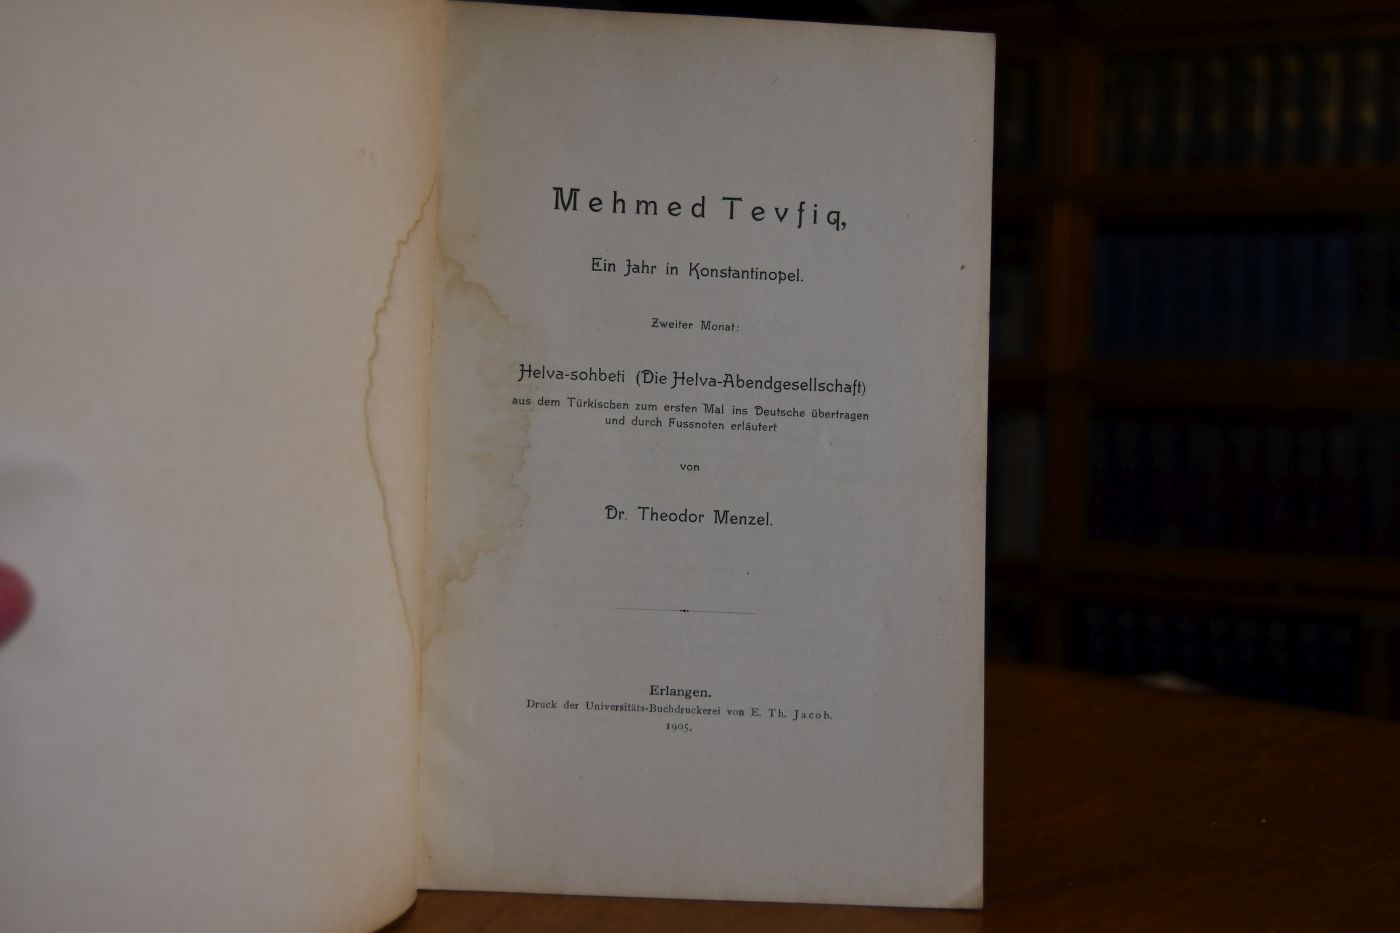 Mehmed Tevfiq,
Ein Jahr in Konstantinopel.
Zweiter Monat:
Helva-sohbeti (Die Helva-Abendgesellschaft)
aus dem Türkischen zum ersten Mal ins Deutsche übertragen
und durch Fussnoten erläutert
von
Dr. Theodor Menzel.
Erlangen.
Druck der Universitäts-Buchdruckerei von E. Th. Jacob.
1905.